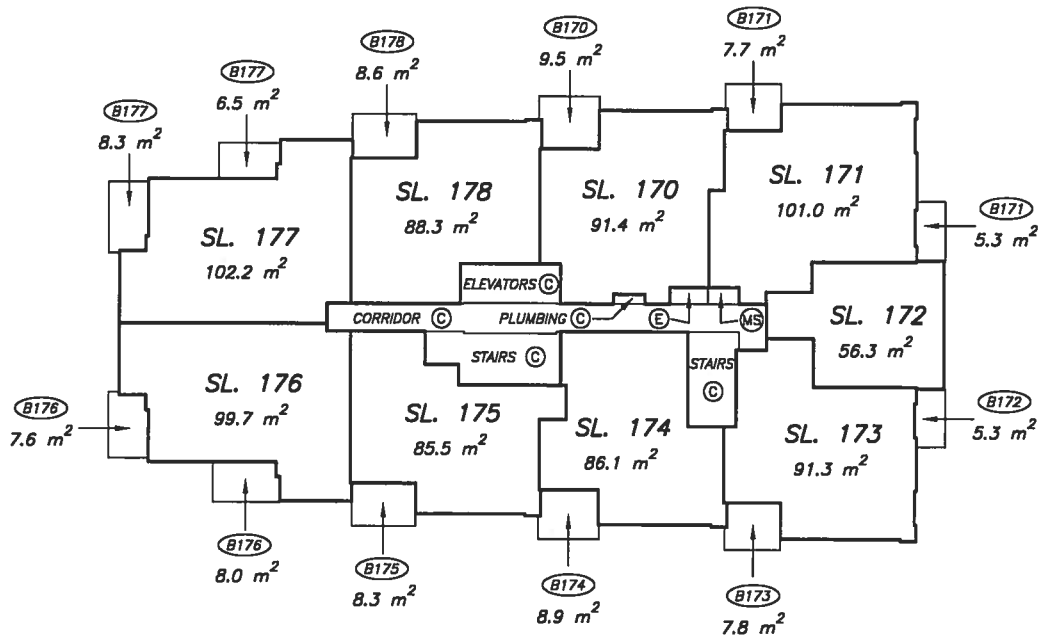 B171
7.7 m²
B170
9.5 m²
B178
8.6 m²
B177
6.5 m²
B177
8.3 m²
SL. 178
88.3 m²
SL. 170
91.4 m²
SL. 171
101.0 m²
B171
5.3 m²
SL. 177
102.2 m²
ELEVATORS C
CORRIDOR C
PLUMBING C
E
MS
SL. 172
56.3 m²
STAIRS C
STAIRS
C
SL. 176
99.7 m²
SL. 175
85.5 m²
SL. 174
86.1 m²
SL. 173
91.3 m²
B176
7.6 m²
B172
5.3 m²
B176
8.0 m²
B175
8.3 m²
B174
8.9 m²
B173
7.8 m²